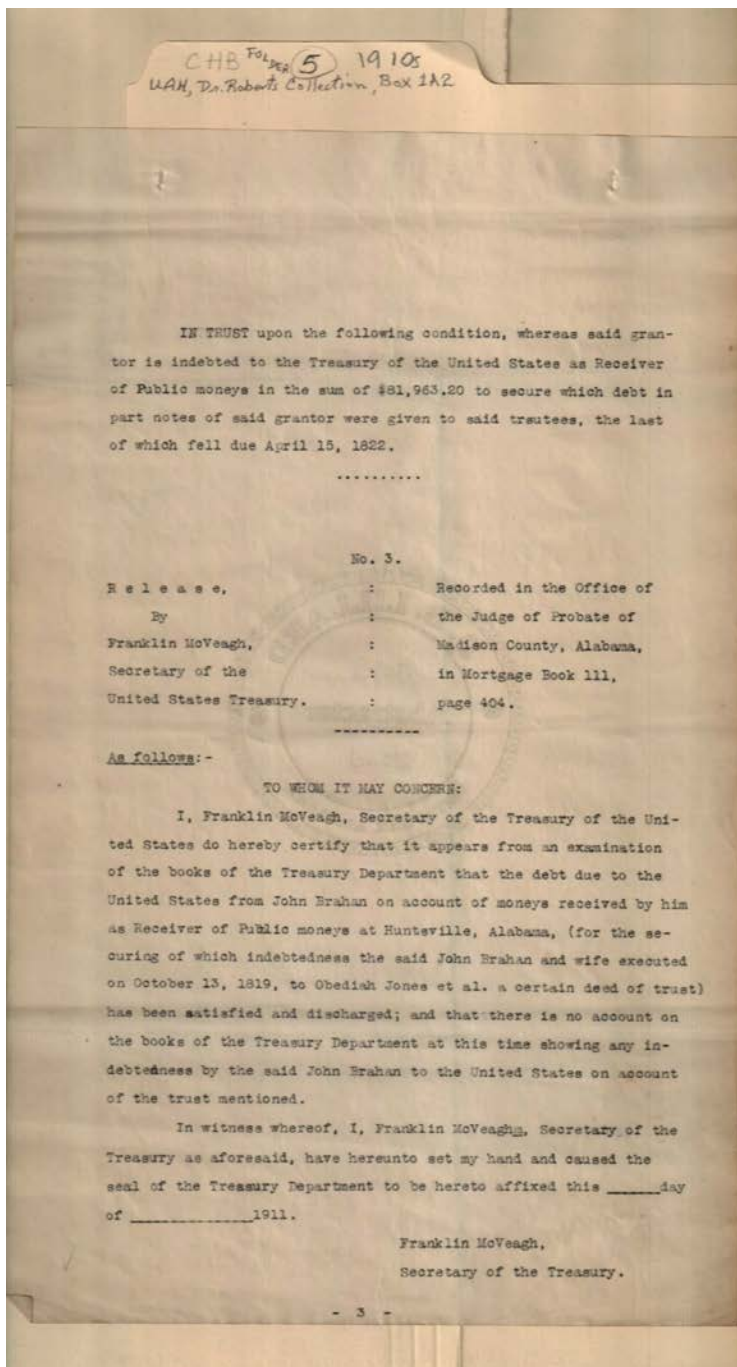 CHB FOLDER 5 1910s
UAH, Dr. Roberts Collection, Box 1A2
IN TRUST upon the following condition, whereas said gran-
tor is indebted to the Treasury of the United States as Receiver
of Public moneys in the sum of $81,963.20 to secure which debt in
part notes of said grantor were given to said trsutees, the last
of which fell due April 15, 1822.
..........
No. 3.
R e l e a s e, : Recorded in the Office of
By : the Judge of Probate of
Franklin McVeagh, : Madison County, Alabama,
Secretary of the : in Mortgage Book 111,
United States Treasury. : page 404.
----------
As follows:-
TO WHOM IT MAY CONCERN:
I, Franklin McVeagh, Secretary of the Treasury of the Uni-
ted States do hereby certify that it appears from an examination
of the books of the Treasury Department that the debt due to the
United States from John Brahan on account of moneys received by him
as Receiver of Public moneys at Huntsville, Alabama, (for the se-
curing of which indebtedness the said John Brahan and wife executed
on October 13, 1819, to Obediah Jones et al. a certain deed of trust)
has been satisfied and discharged; and that there is no account on
the books of the Treasury Department at this time showing any in-
debtedness by the said John Brahan to the United States on account
of the trust mentioned.
In witness whereof, I, Franklin McVeaghm, Secretary of the
Treasury as aforesaid, have hereunto set my hand and caused the
seal of the Treasury Department to be hereto affixed this ______day
of ______________1911.
Franklin McVeagh,
Secretary of the Treasury.
- 3 -